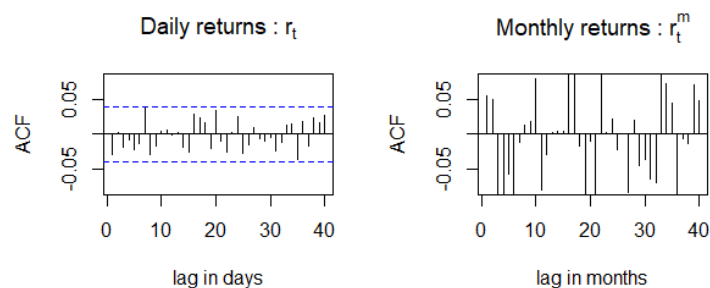 Daily returns : r_t
ACF
0.05
-0.05
0 10 20 30 40
lag in days
Monthly returns : r_t^m
ACF
0.05
-0.05
0 10 20 30 40
lag in months